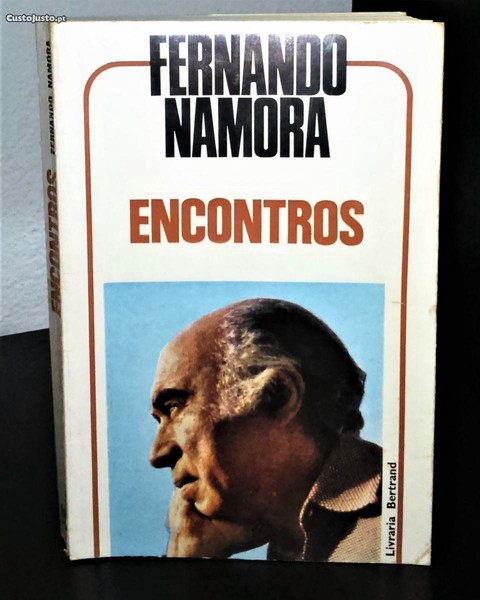 CustoJusto.pt
FERNANDO
NAMORA
ENCONTROS
Livraria Bertrand
ENCONTROS FERNANDO NAMORA